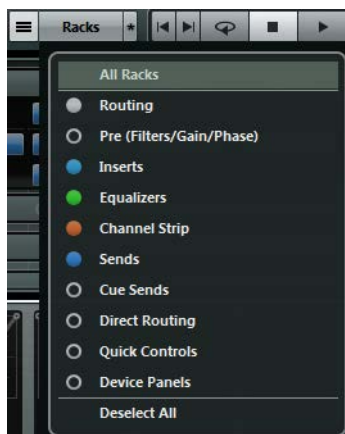 Racks *
All Racks
Routing
Pre (Filters/Gain/Phase)
Inserts
Equalizers
Channel Strip
Sends
Cue Sends
Direct Routing
Quick Controls
Device Panels
Deselect All